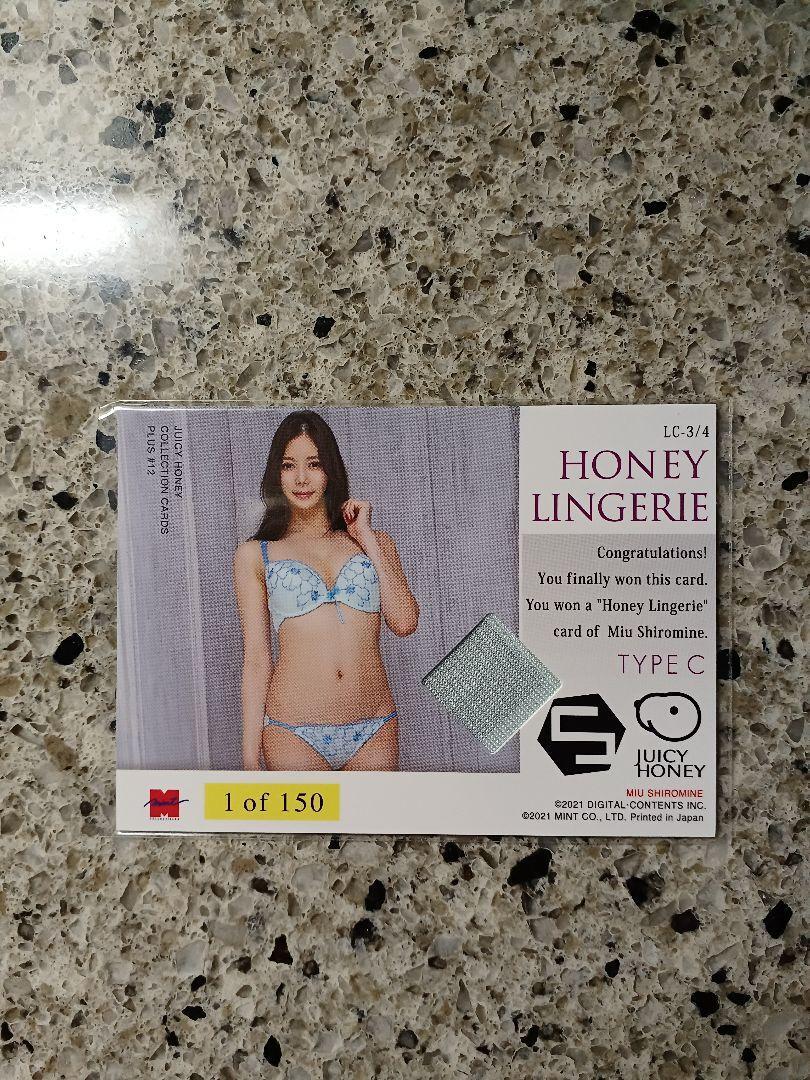 JUICY HONEY
COLLECTION CARDS
PLUS #12
LC-3/4
HONEY
LINGERIE
Congratulations!
You finally won this card.
You won a "Honey Lingerie"
card of Miu Shiromine.
TYPE C
JUICY
HONEY
mint
1 of 150
MIU SHIROMINE
©2021 DIGITAL·CONTENTS INC.
©2021 MINT CO., LTD. Printed in Japan